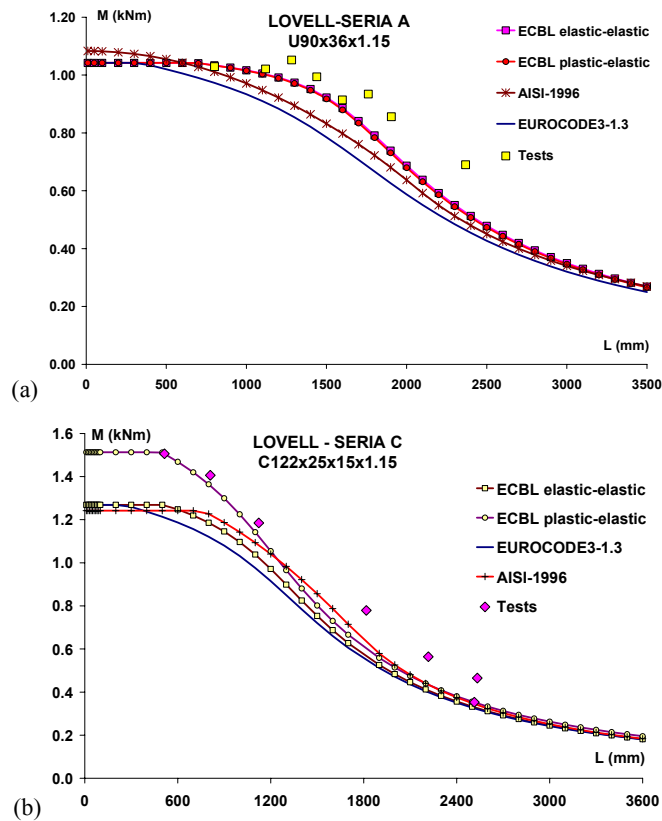 (a)
M (kNm)
LOVELL-SERIA A
U90x36x1.15
1.20
1.00
0.80
0.60
0.40
0.20
0.00
ECBL elastic-elastic
ECBL plastic-elastic
AISI-1996
EUROCODE3-1.3
Tests
L (mm)
0 500 1000 1500 2000 2500 3000 3500
(b)
M (kNm)
LOVELL - SERIA C
C122x25x15x1.15
1.6
1.4
1.2
1.0
0.8
0.6
0.4
0.2
0.0
ECBL elastic-elastic
ECBL plastic-elastic
EUROCODE3-1.3
AISI-1996
Tests
L (mm)
0 600 1200 1800 2400 3000 3600